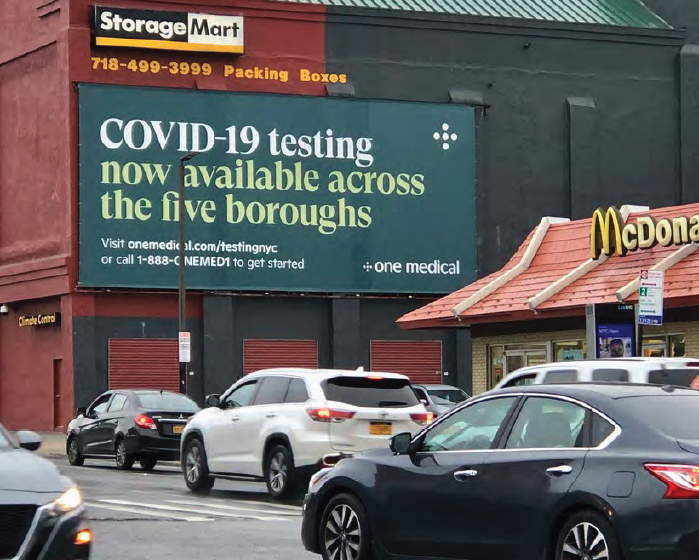 StorageMart
718-499-3999 Packing Boxes
COVID-19 testing
now available across
the five boroughs
Visit onemedical.com/testingnyc
or call 1-888-ONEMED1 to get started
one medical
McDona
Climate Control